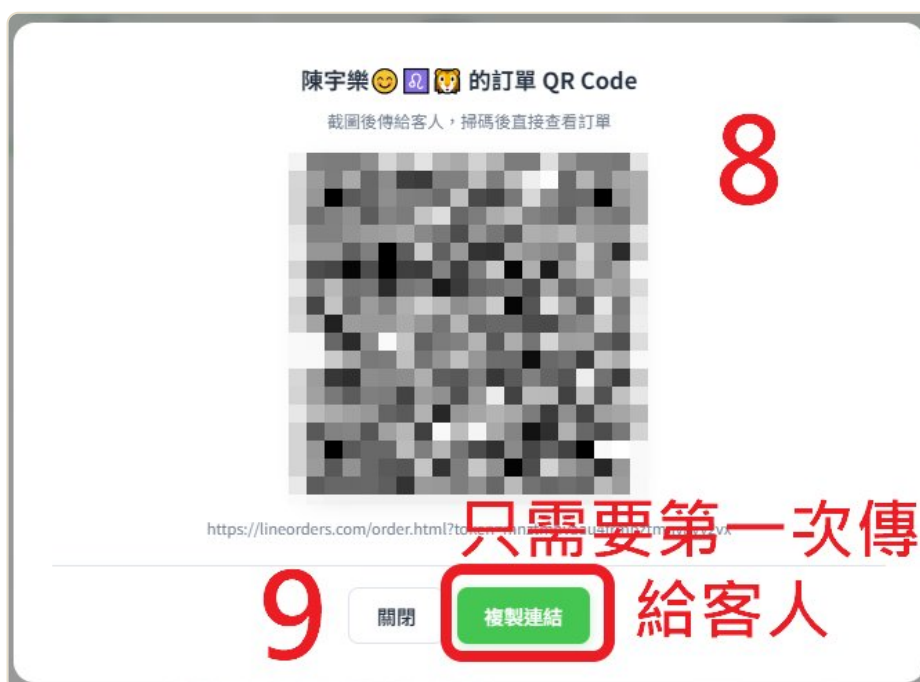 陳宇樂😊♌🐯 的訂單 QR Code
截圖後傳給客人，掃碼後直接查看訂單
8
https://lineorders.com/order.html?
只需要第一次傳
給客人
9
關閉
複製連結